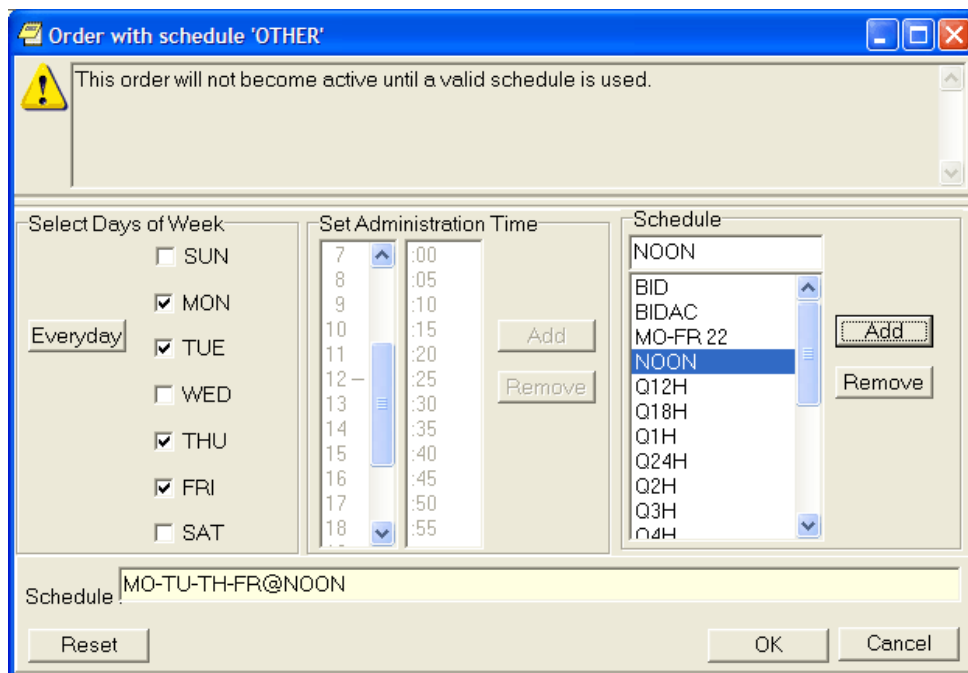 Order with schedule 'OTHER'
This order will not become active until a valid schedule is used.
Select Days of Week
SUN
MON
Everyday
TUE
WED
THU
FRI
SAT
Set Administration Time
7 :00
8 :05
9 :10
10 :15
11 :20
12 – :25
13 :30
14 :35
15 :40
16 :45
17 :50
18 :55
Add
Remove
Schedule
NOON
BID
BIDAC
MO-FR 22
NOON
Q12H
Q18H
Q1H
Q24H
Q2H
Q3H
Q4H
Add
Remove
Schedule :
MO-TU-TH-FR@NOON
Reset
OK
Cancel